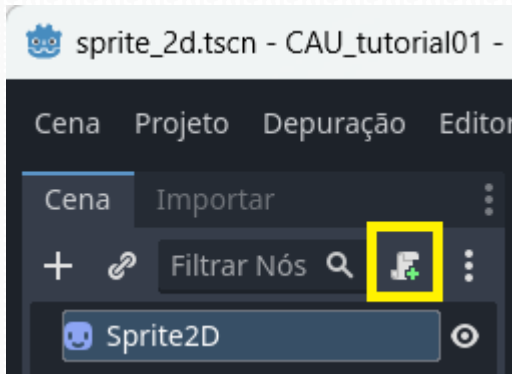 sprite_2d.tscn - CAU_tutorial01 -
Cena Projeto Depuração Editor
Cena Importar
Filtrar Nós
Sprite2D